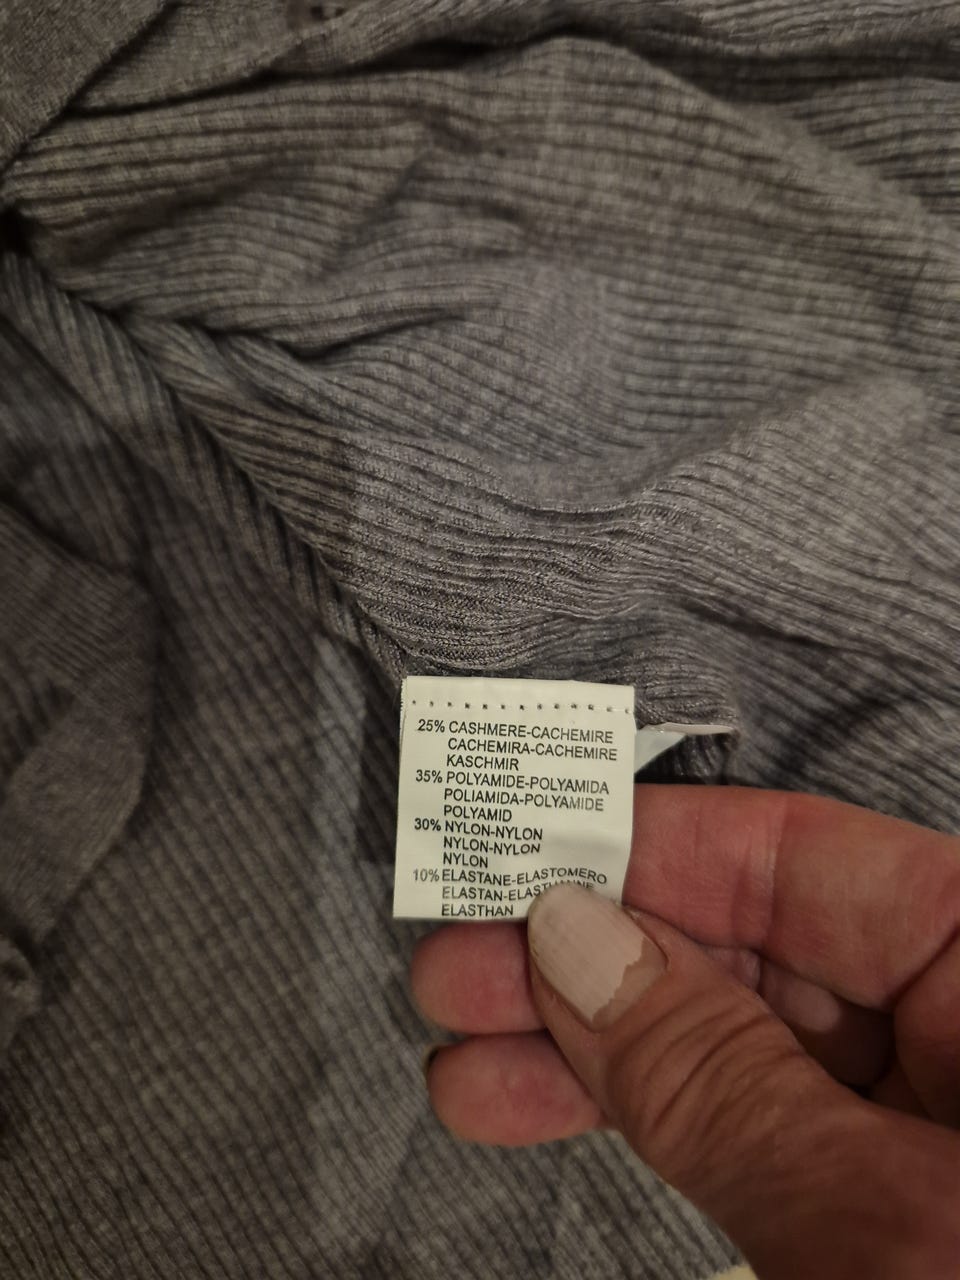 25% CASHMERE-CACHEMIRE
CACHEMIRA-CACHEMIRE
KASCHMIR
35% POLYAMIDE-POLYAMIDA
POLIAMIDA-POLYAMIDE
POLYAMID
30% NYLON-NYLON
NYLON-NYLON
NYLON
10% ELASTANE-ELASTOMERO
ELASTAN-
ELASTHAN